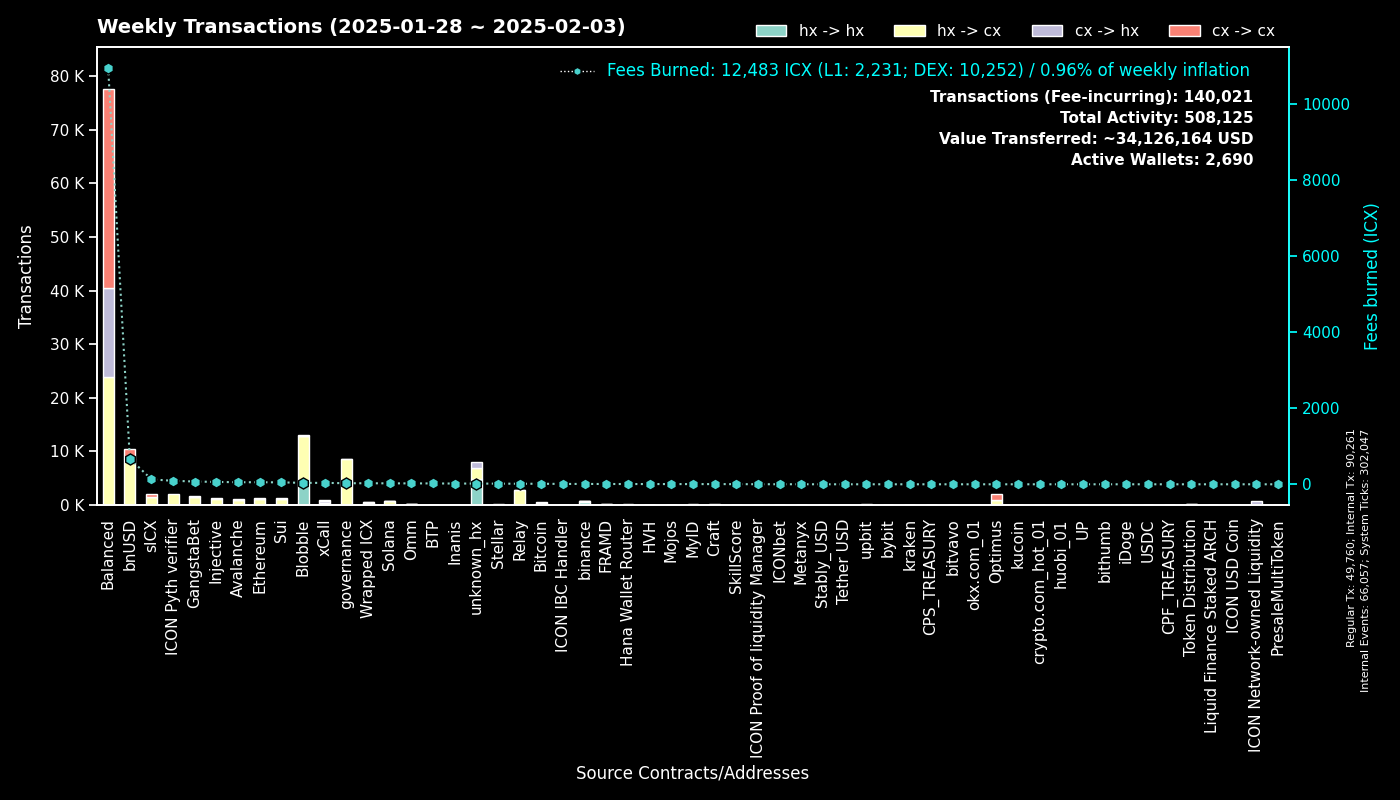 Weekly Transactions (2025-01-28 ~ 2025-02-03)
hx -> hx
hx -> cx
cx -> hx
cx -> cx
Fees Burned: 12,483 ICX (L1: 2,231; DEX: 10,252) / 0.96% of weekly inflation
Transactions (Fee-incurring): 140,021
Total Activity: 508,125
Value Transferred: ~34,126,164 USD
Active Wallets: 2,690
Transactions
80 K
70 K
60 K
50 K
40 K
30 K
20 K
10 K
0 K
10000
8000
6000
4000
2000
0
Fees burned (ICX)
Regular Tx: 49,760; Internal Tx: 90,261
Internal Events: 66,057; System Ticks: 302,047
Balanced
bnUSD
sICX
ICON Pyth verifier
GangstaBet
Injective
Avalanche
Ethereum
Sui
Blobble
xCall
governance
Wrapped ICX
Solana
Omm
BTP
Inanis
unknown_hx
Stellar
Relay
Bitcoin
ICON IBC Handler
binance
FRAMD
Hana Wallet Router
HVH
Mojos
MyID
Craft
SkillScore
ICON Proof of liquidity Manager
ICONbet
Metanyx
Stably_USD
Tether USD
upbit
bybit
kraken
CPS_TREASURY
bitvavo
okx.com_01
Optimus
kucoin
crypto.com_hot_01
huobi_01
UP
bithumb
iDoge
USDC
CPF_TREASURY
Token Distribution
Liquid Finance Staked ARCH
ICON USD Coin
ICON Network-owned Liquidity
PresaleMultiToken
Source Contracts/Addresses